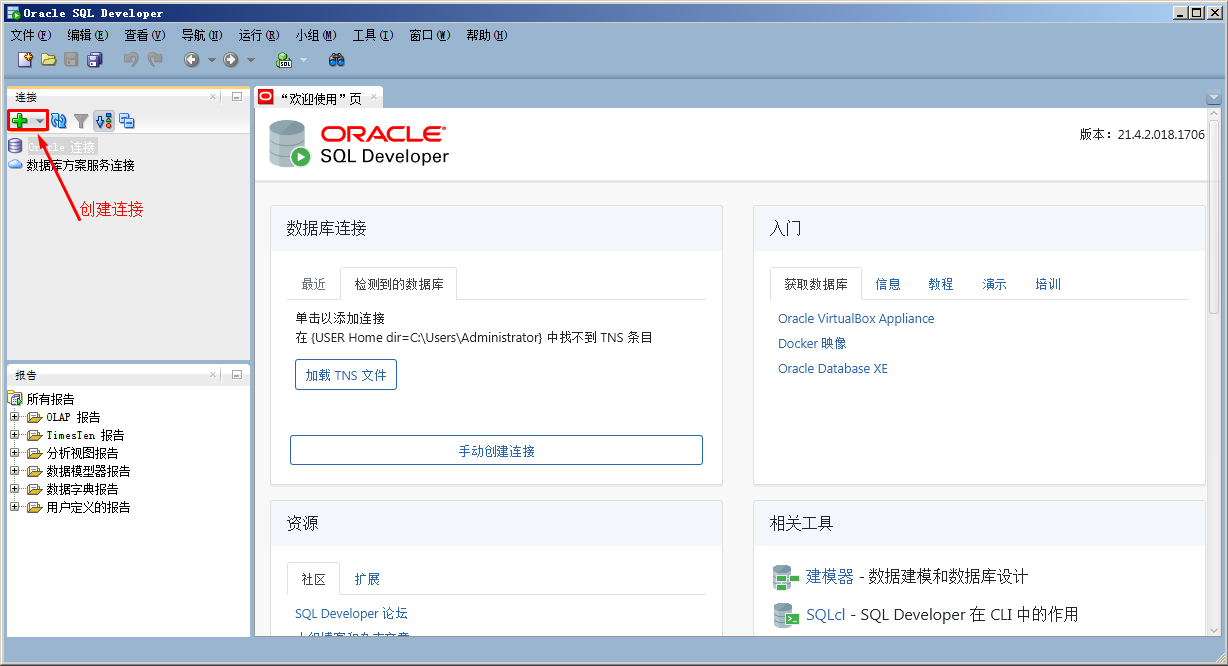 Oracle SQL Developer
文件(F) 编辑(E) 查看(V) 导航(N) 运行(R) 小组(M) 工具(T) 窗口(W) 帮助(H)
SQL
连接
“欢迎使用”页
Oracle 连接
数据库方案服务连接
创建连接
ORACLE
SQL Developer
版本：21.4.2.018.1706
数据库连接
最近 检测到的数据库
单击以添加连接
在 {USER Home dir=C:\Users\Administrator} 中找不到 TNS 条目
加载 TNS 文件
手动创建连接
入门
获取数据库 信息 教程 演示 培训
Oracle VirtualBox Appliance
Docker 映像
Oracle Database XE
报告
所有报告
OLAP 报告
TimesTen 报告
分析视图报告
数据模型器报告
数据字典报告
用户定义的报告
资源
社区 扩展
SQL Developer 论坛
相关工具
建模器 - 数据建模和数据库设计
SQLcl - SQL Developer 在 CLI 中的作用